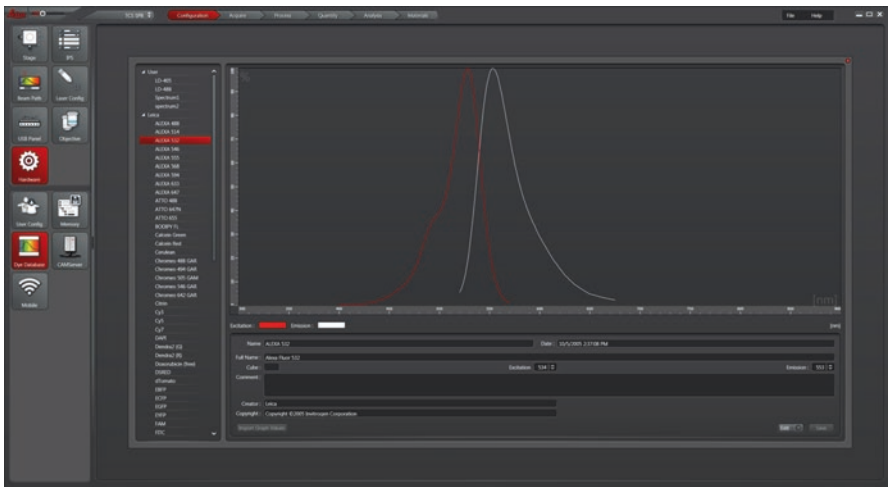 TCS SP8 Configuration Acquire Process Quantify Analysis
File Help
Stage IPS
Beam Path Laser Config
USB Panel Objective
Hardware
User Config Memory
Dye Database CAMServer
Mobile
User
LD-405
LD-488
Spectrum1
spectrum2
Leica
ALEXA 488
ALEXA 514
ALEXA 532
ALEXA 546
ALEXA 555
ALEXA 568
ALEXA 594
ALEXA 633
ALEXA 647
ATTO 488
ATTO 647N
ATTO 655
BODIPY FL
Calcein Green
Calcein Red
Cerulean
Chromeo 488 GAR
Chromeo 494 GAR
Chromeo 505 GAM
Chromeo 546 GAR
Chromeo 642 GAR
Citrin
Cy3
Cy5
Cy7
DAPI
Dendra2 (G)
Dendra2 (R)
Doxorubicin (free)
DSRED
dTomato
EBFP
ECFP
EGFP
EYFP
FAM
FITC
[nm]
Excitation : Emission : [nm]
Name ALEXA 532 Date : 10/5/2005 2:37:08 PM
Full Name : Alexa Fluor 532
Cube : Excitation 534 Emission : 553
Comment:
Creator : Leica
Copyright : Copyright ©2005 Invitrogen Corporation
Import Graph Values Edit Save